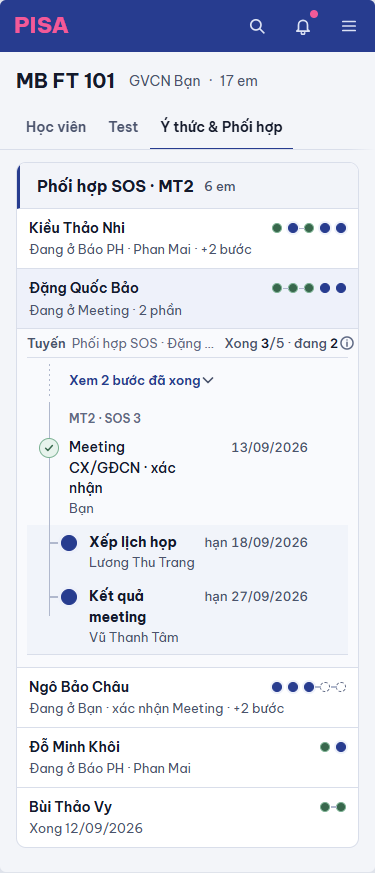 PISA
MB FT 101 GVCN Bạn · 17 em
Học viên Test Ý thức & Phối hợp
Phối hợp SOS · MT2 6 em
Kiều Thảo Nhi
Đang ở Báo PH · Phan Mai · +2 bước
Đặng Quốc Bảo
Đang ở Meeting · 2 phần
Tuyến Phối hợp SOS · Đặng ... Xong 3/5 · đang 2
Xem 2 bước đã xong
MT2 · SOS 3
Meeting 13/09/2026
CX/GĐCN · xác
nhận
Bạn
Xếp lịch họp hạn 18/09/2026
Lương Thu Trang
Kết quả hạn 27/09/2026
meeting
Vũ Thanh Tâm
Ngô Bảo Châu
Đang ở Bạn · xác nhận Meeting · +2 bước
Đỗ Minh Khôi
Đang ở Báo PH · Phan Mai
Bùi Thảo Vy
Xong 12/09/2026